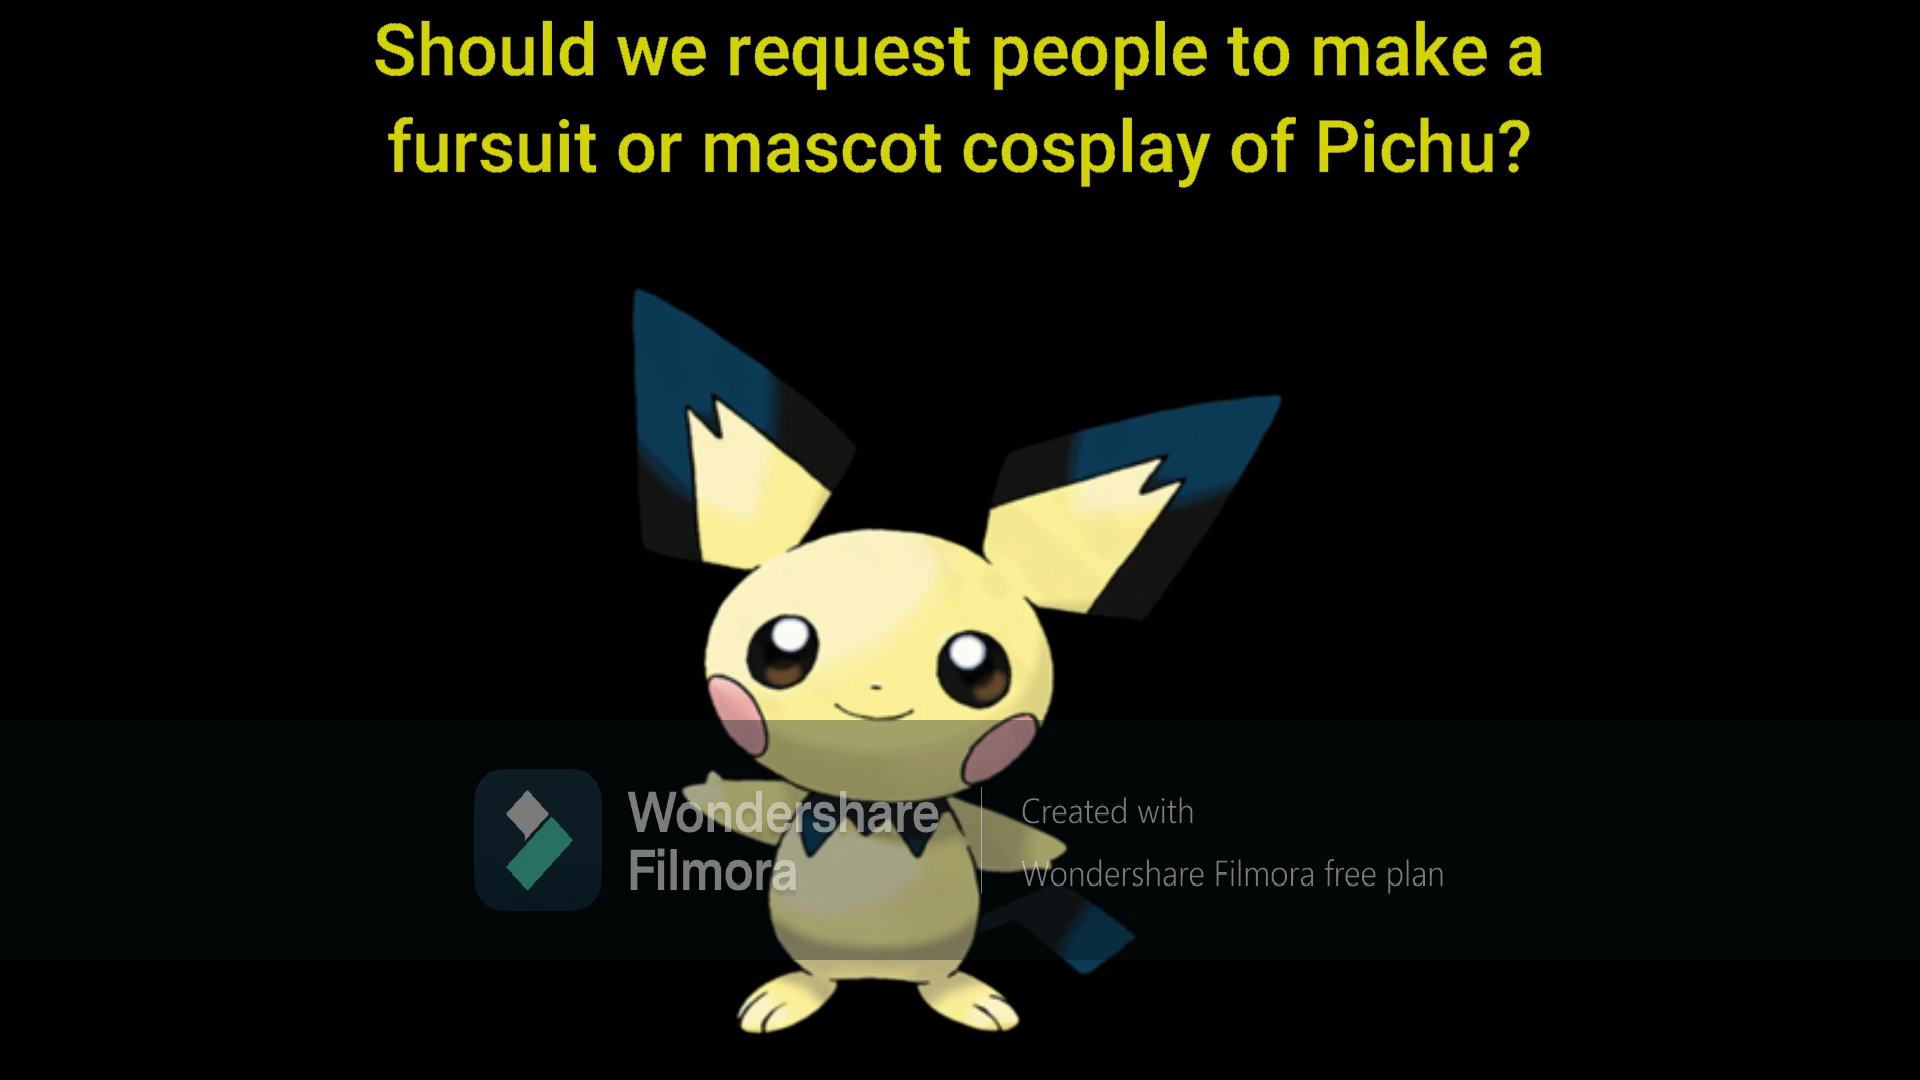 Should we request people to make a
fursuit or mascot cosplay of Pichu?
Wondershare
Filmora
Created with
Wondershare Filmora free plan